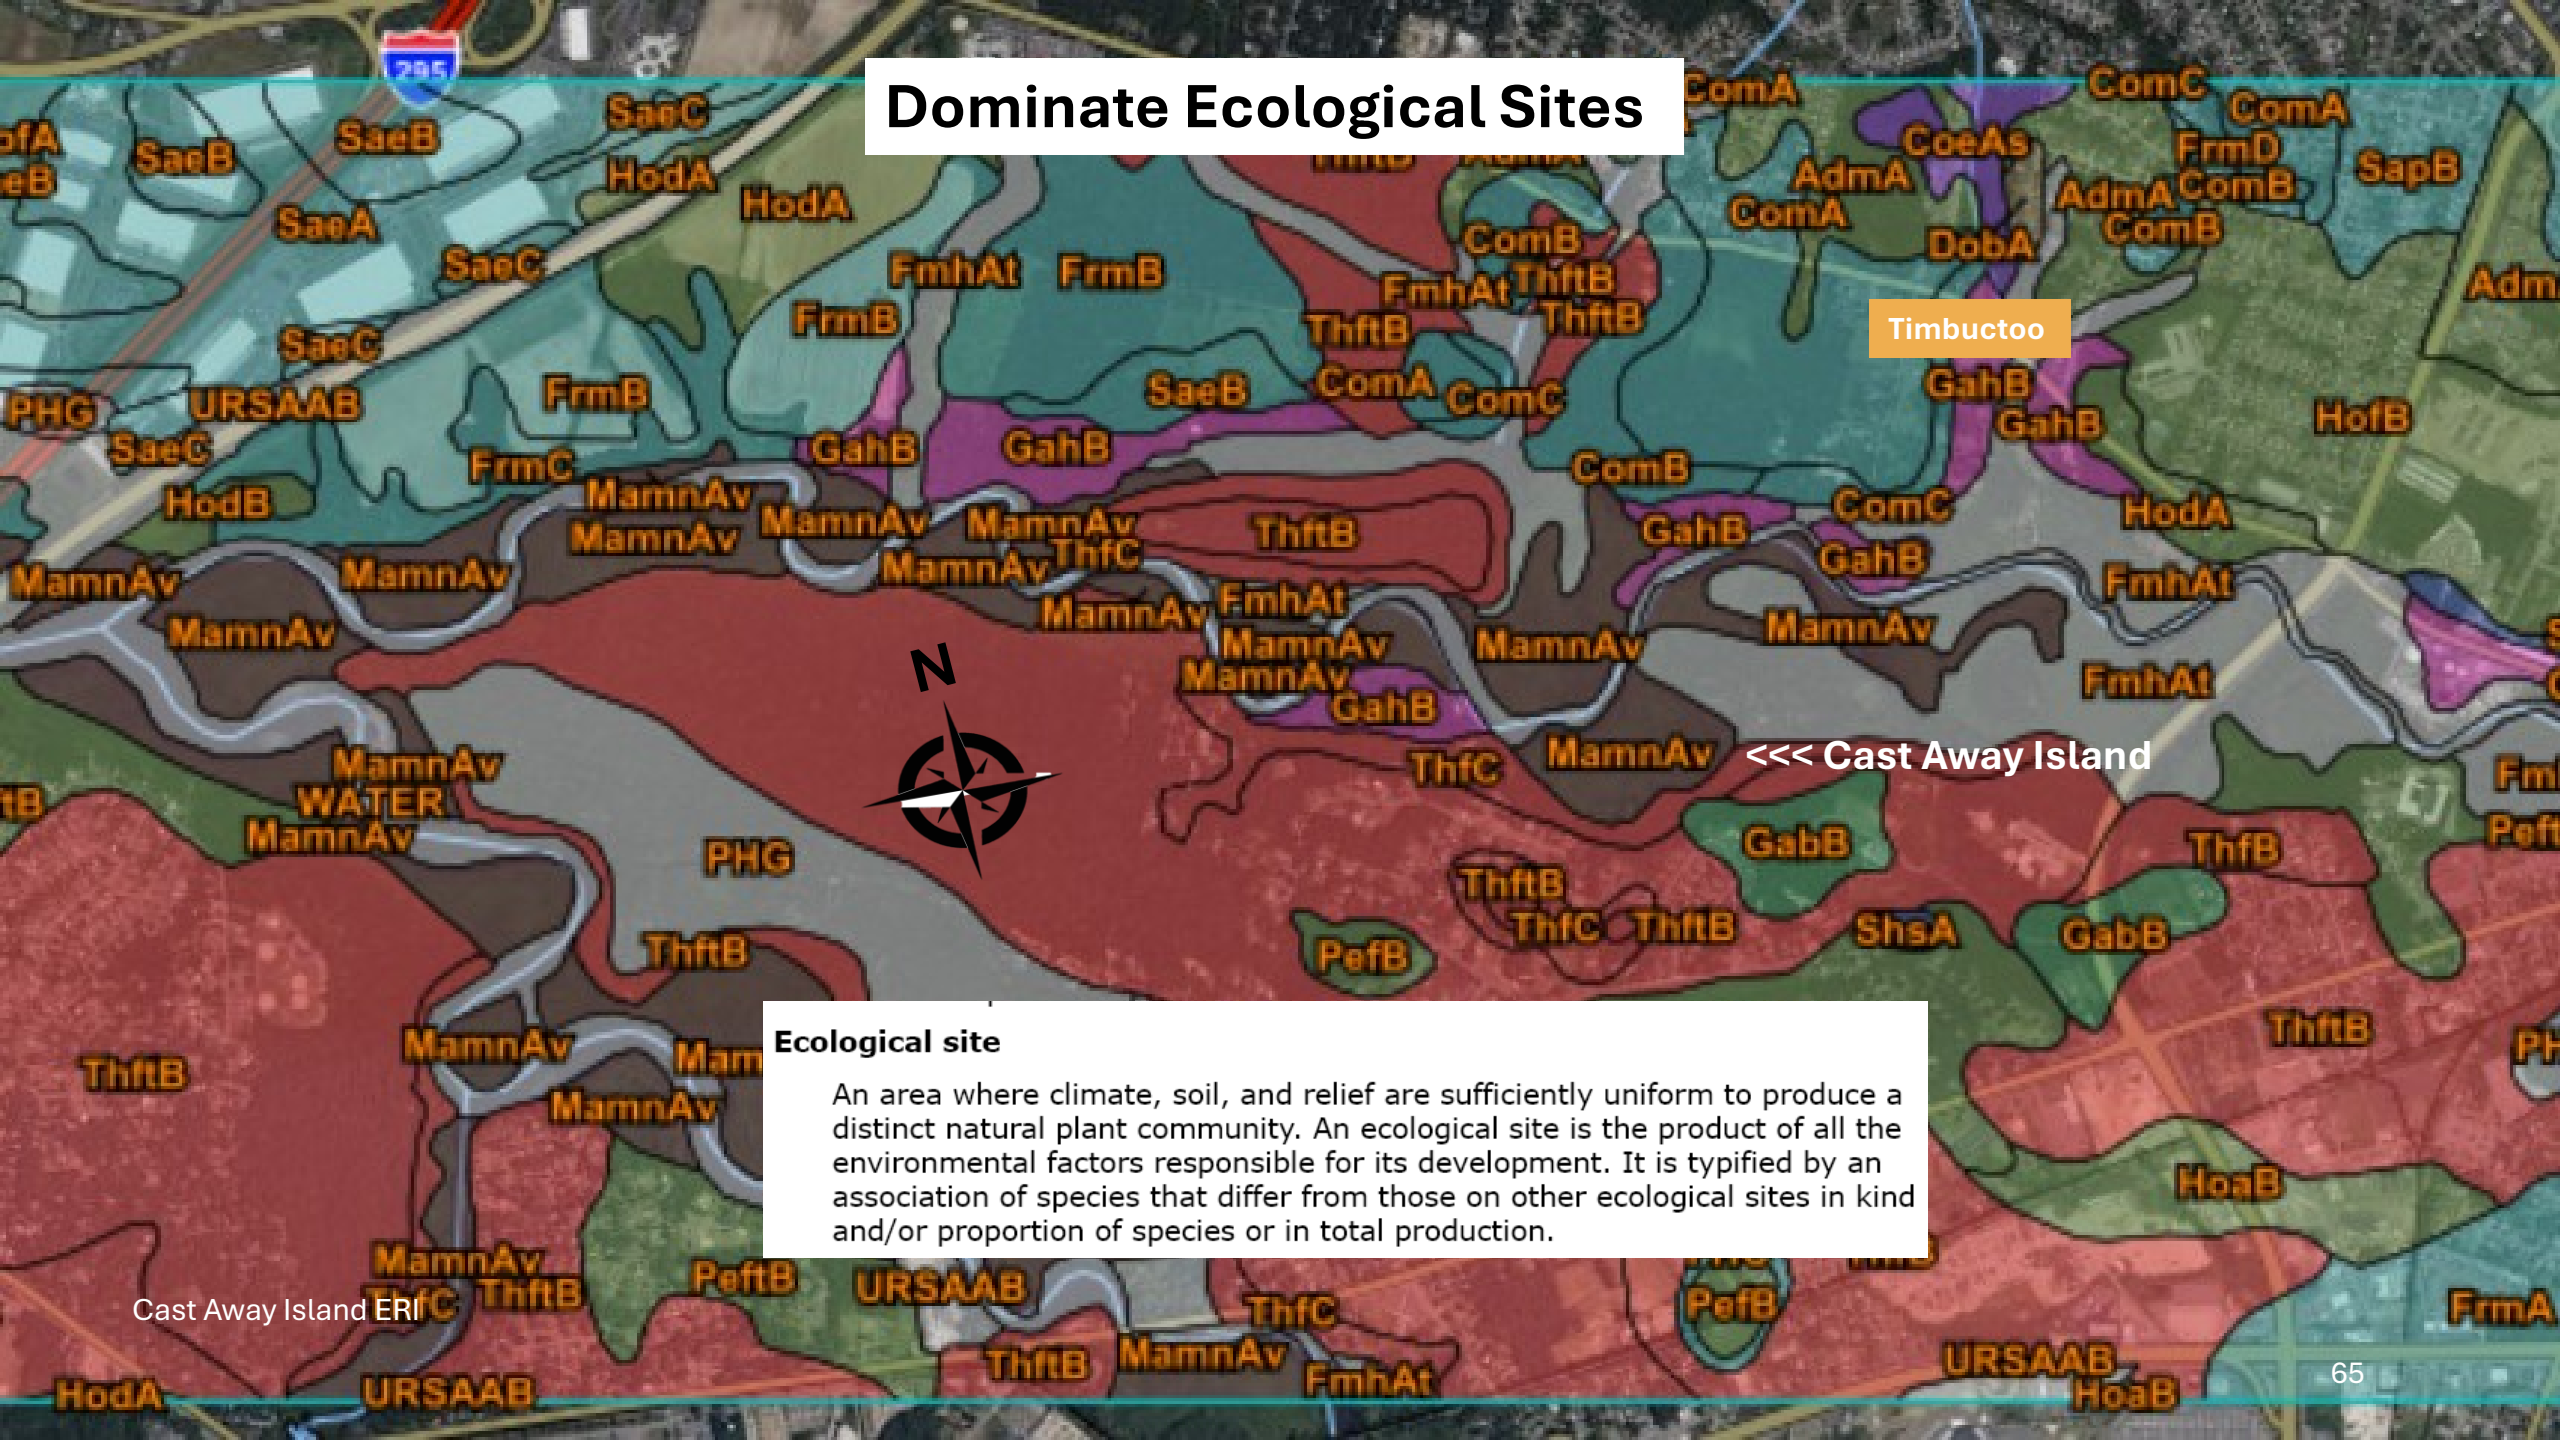 295
Dominate Ecological Sites
ComA
ComC
ComA
SaeC
SaeB
SaeB
CoeAs
FrmD
SapB
HodA
AdmA
AdmA
ComB
HodA
ComA
ComB
SaeA
ComB
DobA
SaeC
FmhAt
FrmB
FmhAt
ThftB
FrmB
ThftB
ThftB
Timbuctoo
SaeC
FrmB
SaeB
ComA
ComC
GahB
PHG
URSAAB
HofB
SaeC
GahB
GahB
GahB
FrmC
ComB
HodB
MamnAv
MamnAv
MamnAv
MamnAv
ThftB
GahB
ComC
HodA
MamnAv
MamnAv
MamnAv
ThfC
GahB
FmhAt
MamnAv
MamnAv
FmhAt
MamnAv
MamnAv
MamnAv
MamnAv
GahB
FmhAt
N
MamnAv
WATER
MamnAv
ThfC
MamnAv
<<< Cast Away Island
GabB
ThfB
PHG
ThftB
ThfC
ThftB
ShsA
GabB
ThftB
PefB
ThftB
MamnAv
ThftB
MamnAv
Ecological site
An area where climate, soil, and relief are sufficiently uniform to produce a
distinct natural plant community. An ecological site is the product of all the
environmental factors responsible for its development. It is typified by an
association of species that differ from those on other ecological sites in kind
and/or proportion of species or in total production.
HoaB
MamnAv
ThftB
PeftB
URSAAB
ThfC
PefB
FrmA
Cast Away Island ERI
ThftB
MamnAv
FmhAt
URSAAB
65
HodA
URSAAB
HoaB